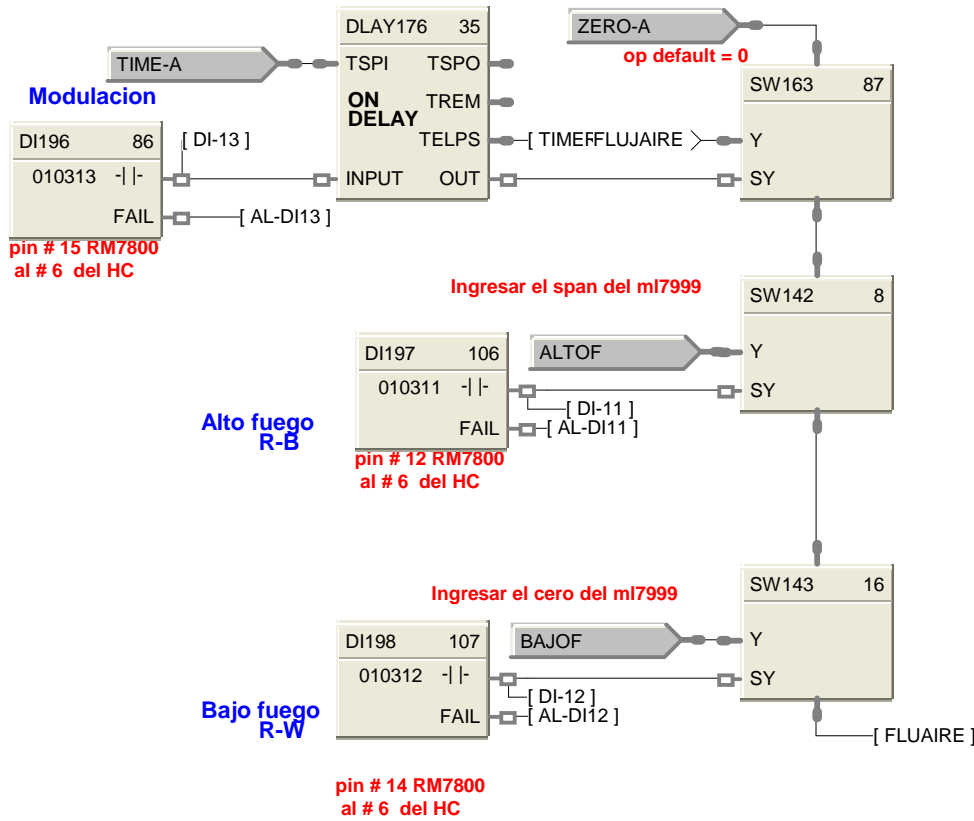 DLAY176 35
ZERO-A
TIME-A
TSPI TSPO
op default = 0
SW163 87
Modulacion
ON
DELAY
TREM
DI196 86
[ DI-13 ]
TELPS
[ TIMERFLUJAIRE >
Y
010313 -| |-
INPUT OUT
SY
FAIL
[ AL-DI13 ]
pin # 15 RM7800
al # 6 del HC
Ingresar el span del ml7999
SW142 8
DI197 106
ALTOF
Y
010311 -| |-
SY
[ DI-11 ]
Alto fuego
R-B
FAIL
[ AL-DI11 ]
pin # 12 RM7800
al # 6 del HC
SW143 16
Ingresar el cero del ml7999
DI198 107
BAJOF
Y
010312 -| |-
SY
[ DI-12 ]
Bajo fuego
R-W
FAIL
[ AL-DI12 ]
[ FLUAIRE ]
pin # 14 RM7800
al # 6 del HC